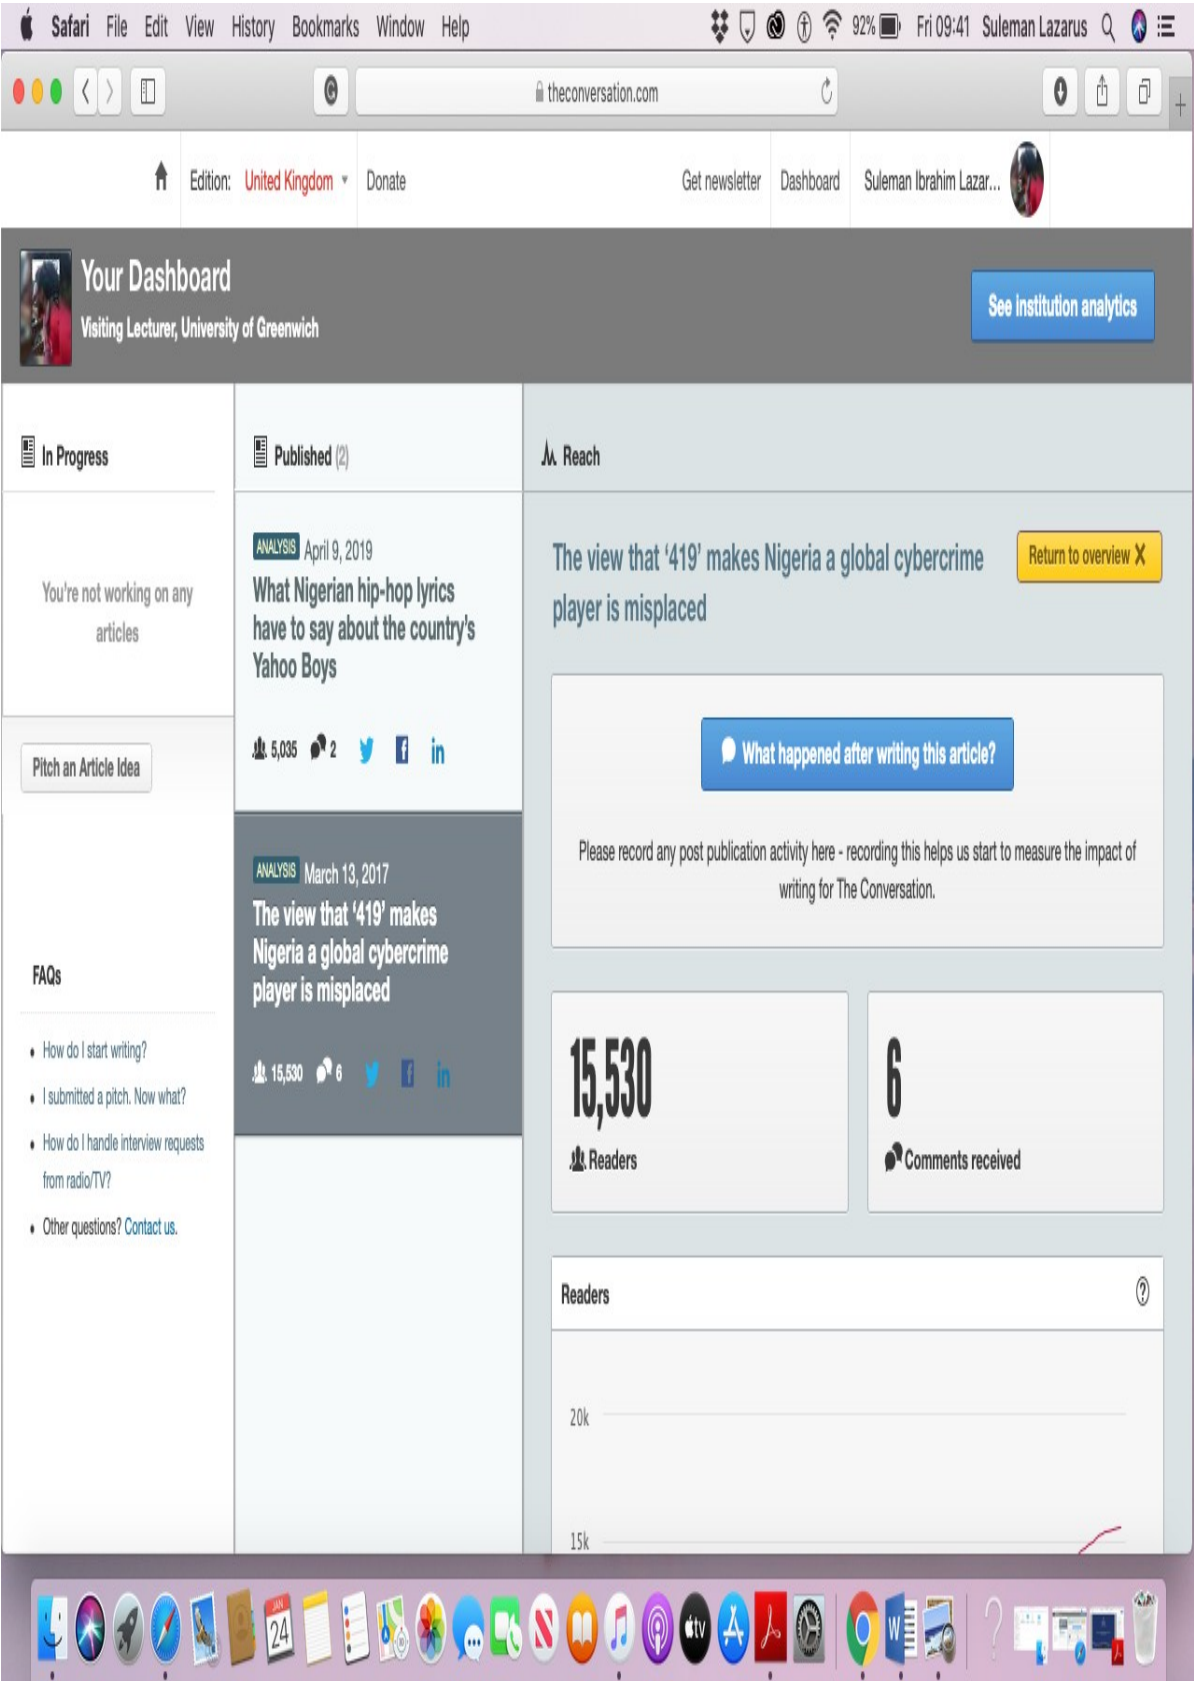 Safari File Edit View History Bookmarks Window Help 92% Fri 09:41 Suleman Lazarus
theconversation.com
Edition: United Kingdom Donate Get newsletter Dashboard Suleman Ibrahim Lazar...
Your Dashboard
Visiting Lecturer, University of Greenwich
See institution analytics
In Progress
You're not working on any
articles
Pitch an Article Idea
FAQs
How do I start writing?
I submitted a pitch. Now what?
How do I handle interview requests
from radio/TV?
Other questions? Contact us.
Published (2)
ANALYSIS April 9, 2019
What Nigerian hip-hop lyrics
have to say about the country's
Yahoo Boys
5,035 2 in
ANALYSIS March 13, 2017
The view that ‘419’ makes
Nigeria a global cybercrime
player is misplaced
15,530 6 in
Reach
The view that ‘419’ makes Nigeria a global cybercrime
player is misplaced
Return to overview X
What happened after writing this article?
Please record any post publication activity here - recording this helps us start to measure the impact of
writing for The Conversation.
15,530
Readers
6
Comments received
Readers
20k
15k
JAN
24
tv